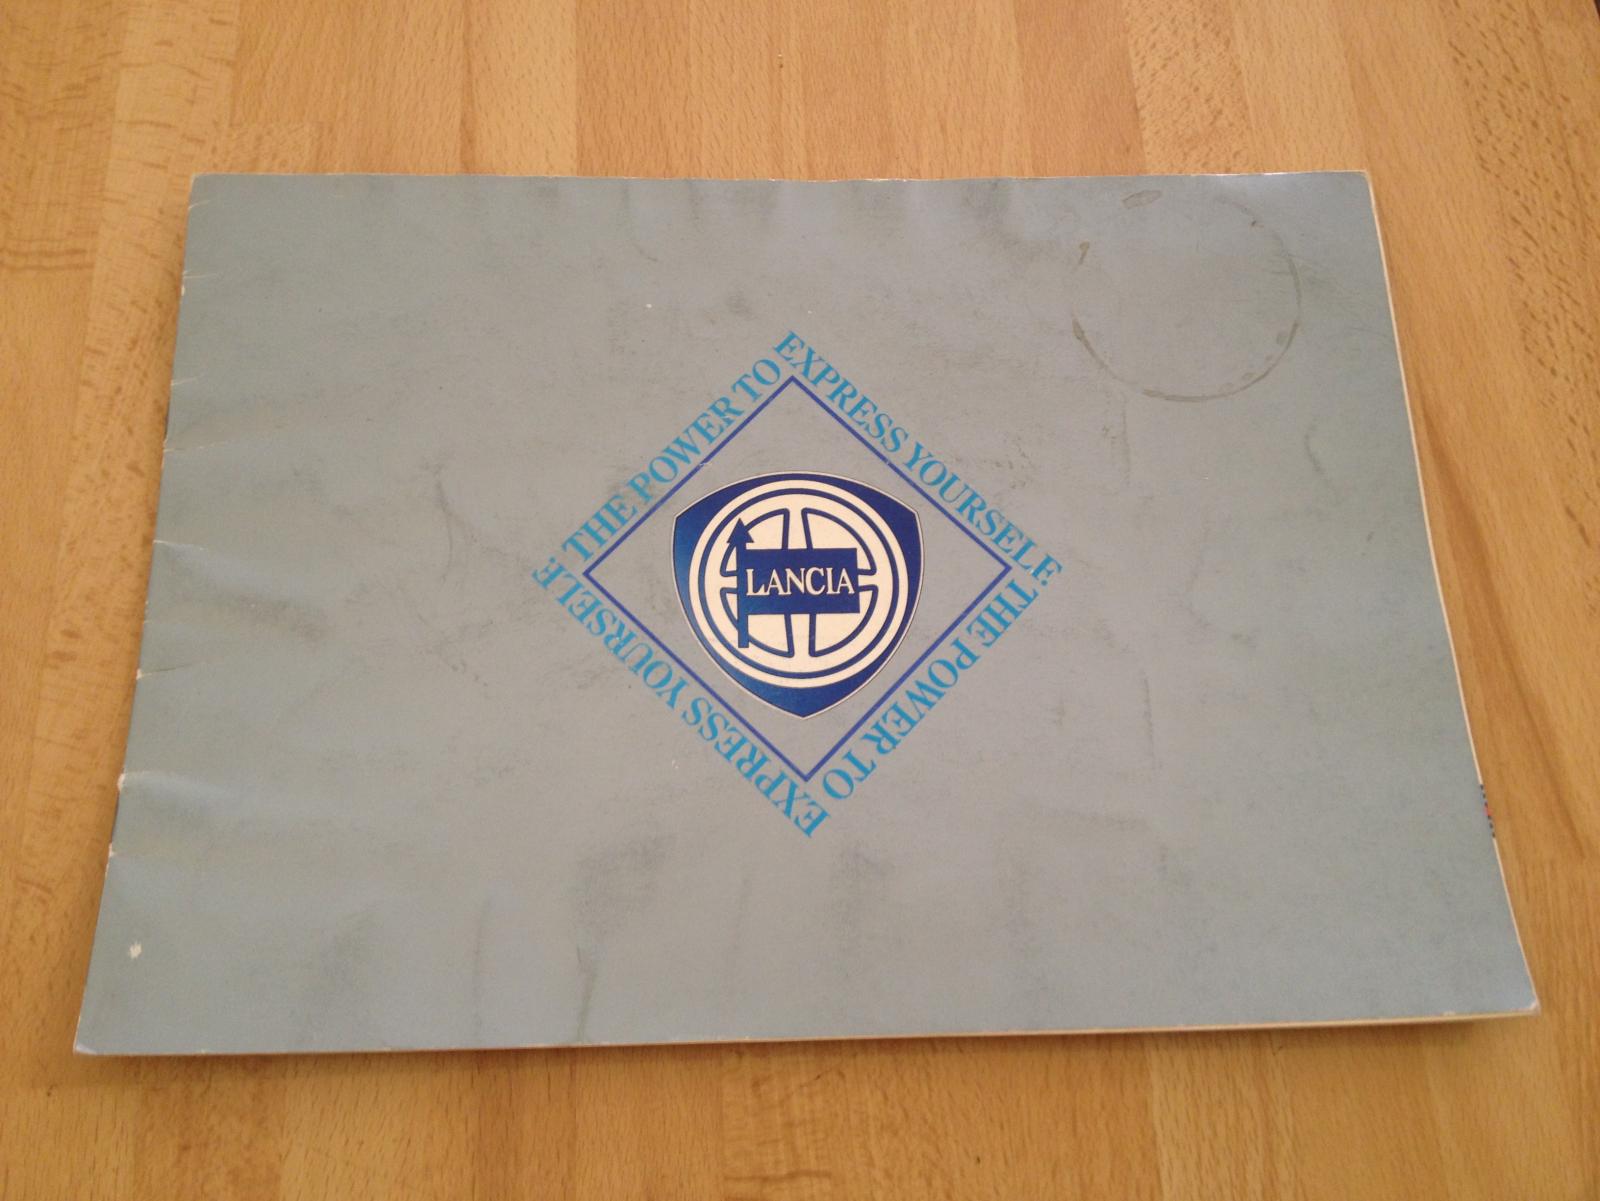 THE POWER TO
EXPRESS YOURSELF.
THE POWER TO
EXPRESS YOURSELF.
LANCIA